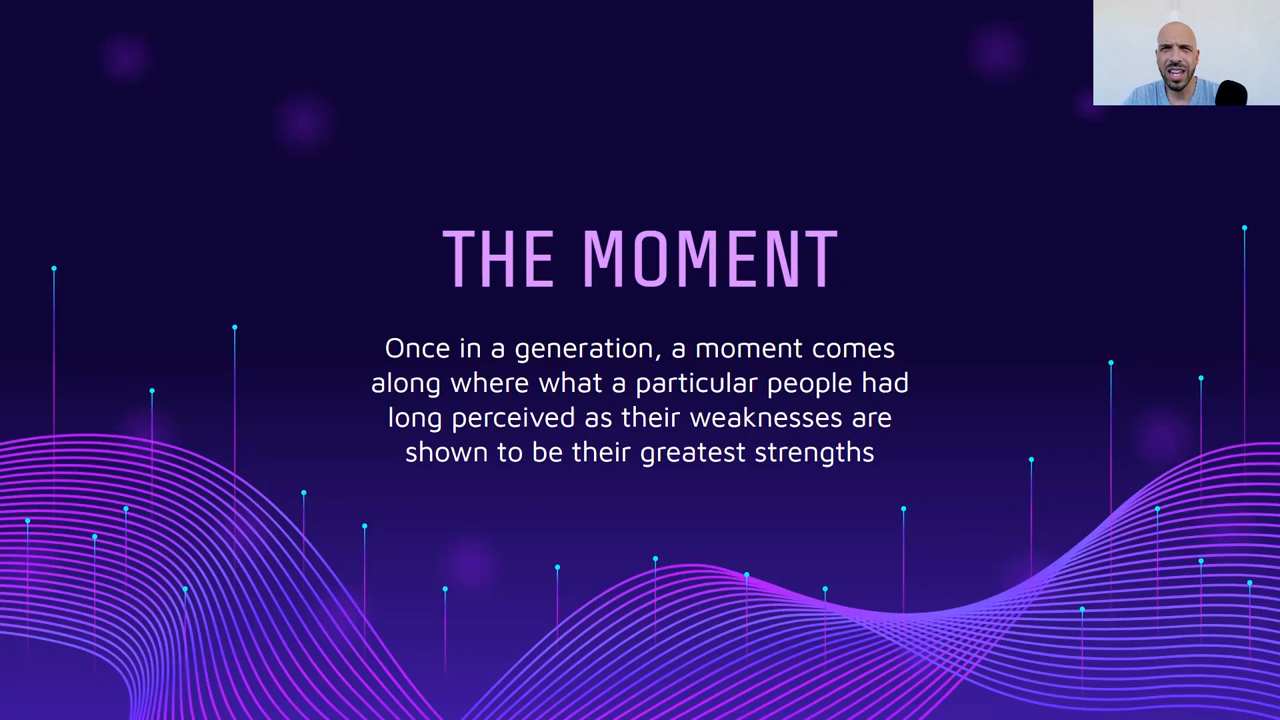 THE MOMENT
Once in a generation, a moment comes
along where what a particular people had
long perceived as their weaknesses are
shown to be their greatest strengths